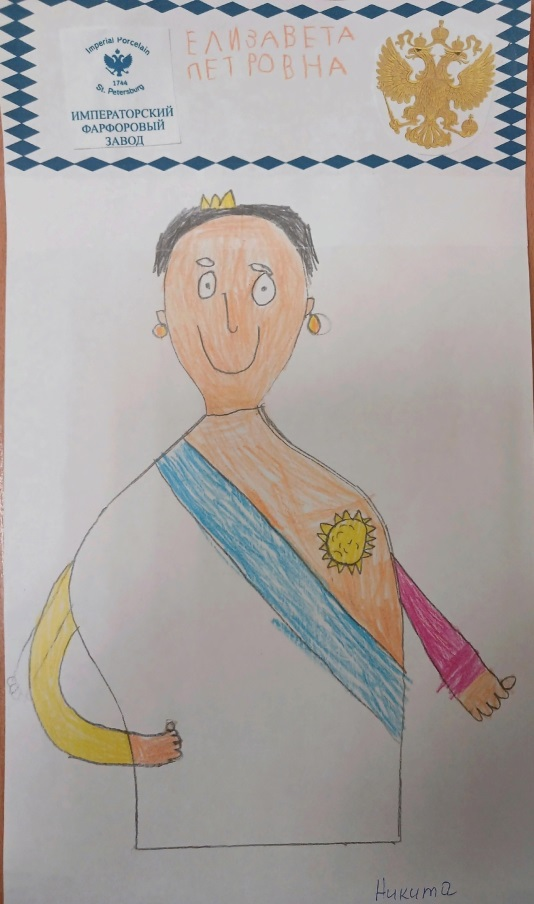 Imperial Porcelain
1744
St. Petersburg
ИМПЕРАТОРСКИЙ
ФАРФОРОВЫЙ
ЗАВОД
ЕЛИЗАВЕТА
ПЕТРОВНА
Никита